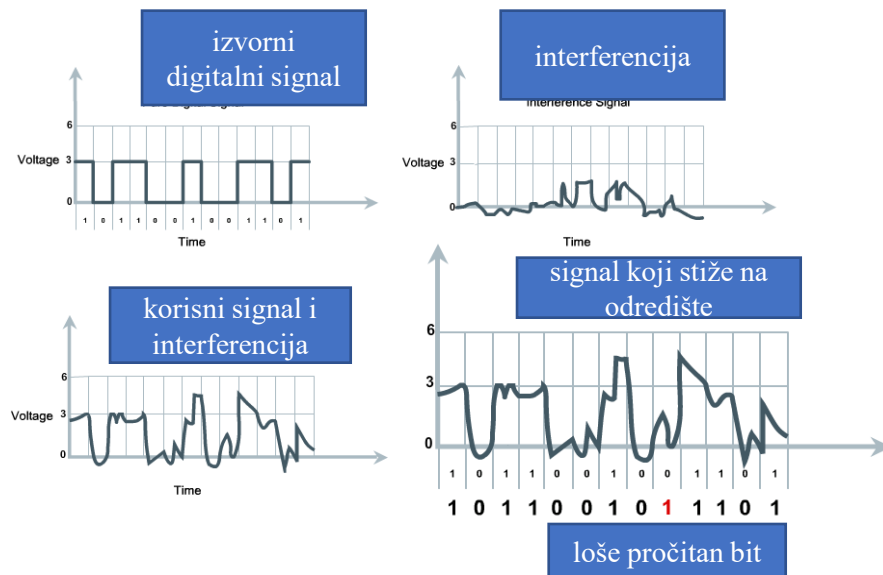 izvorni
digitalni signal
6
Voltage 3
0
1 0 1 1 0 0 1 0 0 1 1 0 1
Time
interferencija
Interference Signal
6
Voltage 3
0
Time
korisni signal i
interferencija
6
Voltage 3
0
Time
signal koji stiže na
odredište
6
3
0
1 0 1 1 0 0 1 0 0 1 1 0 1
1 0 1 1 0 0 1 0 1 1 1 0 1
loše pročitan bit